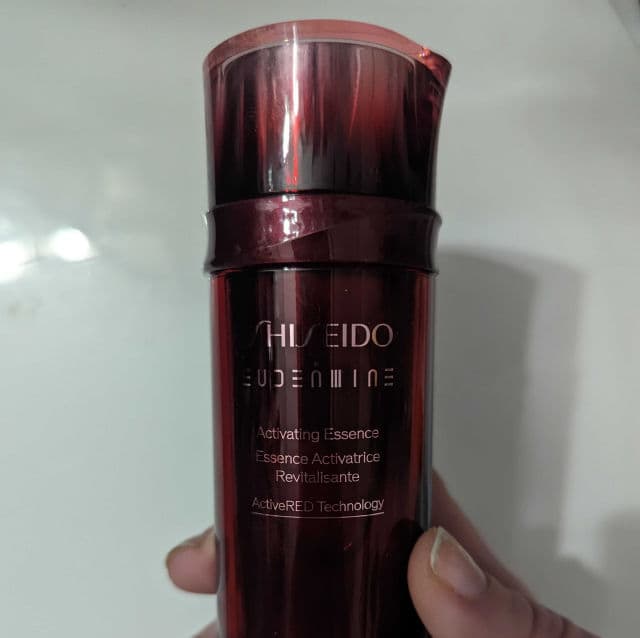 SHISEIDO
EUDERMINE
Activating Essence
Essence Activatrice
Revitalisante
ActiveRED Technology